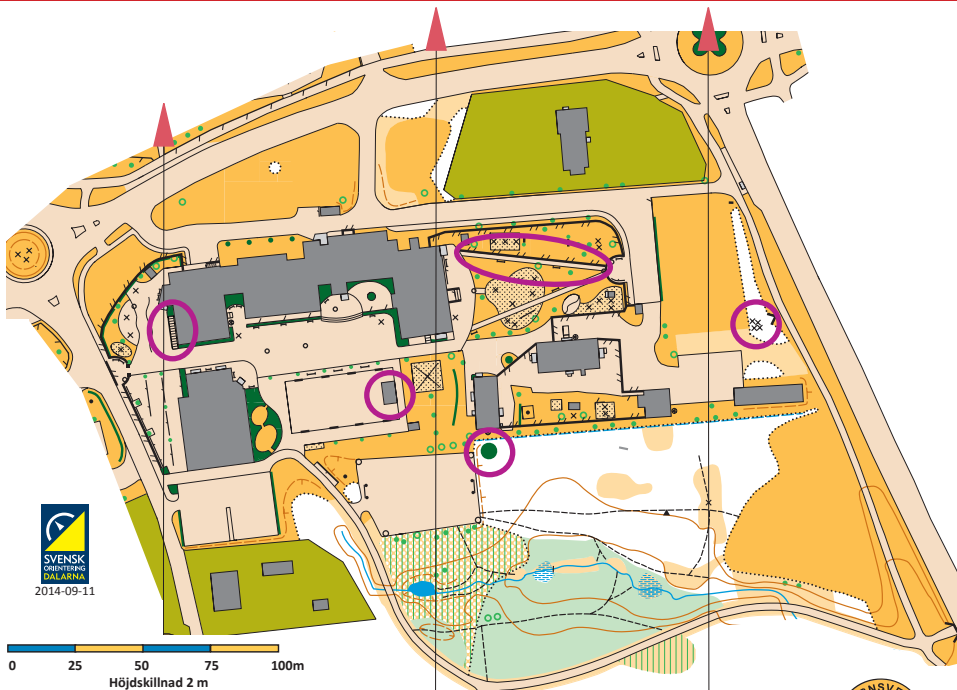 SVENSK
ORIENTERING
DALARNA
2014-09-11
0 25 50 75 100m
Höjdskillnad 2 m